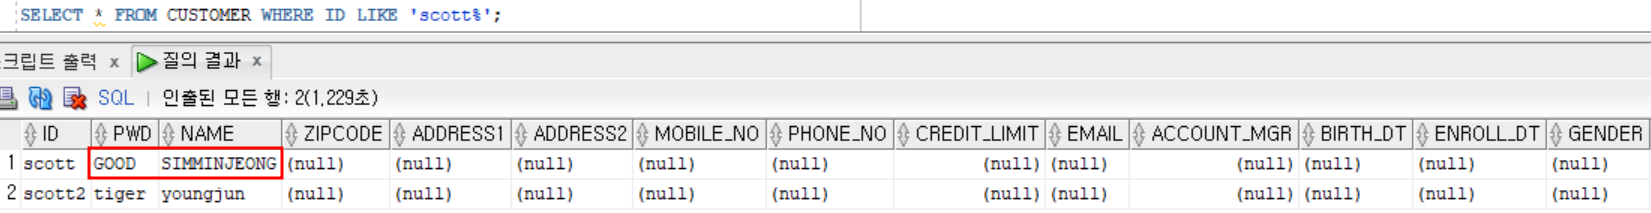 SELECT * FROM CUSTOMER WHERE ID LIKE 'scott%';
크립트 출력 x 질의 결과 x
SQL | 인출된 모든 행: 2(1,229초)
ID PWD NAME ZIPCODE ADDRESS1 ADDRESS2 MOBILE_NO PHONE_NO CREDIT_LIMIT EMAIL ACCOUNT_MGR BIRTH_DT ENROLL_DT GENDER
1 scott GOOD SIMMINJEONG (null) (null) (null) (null) (null) (null) (null) (null) (null) (null) (null)
2 scott2 tiger youngjun (null) (null) (null) (null) (null) (null) (null) (null) (null) (null) (null)